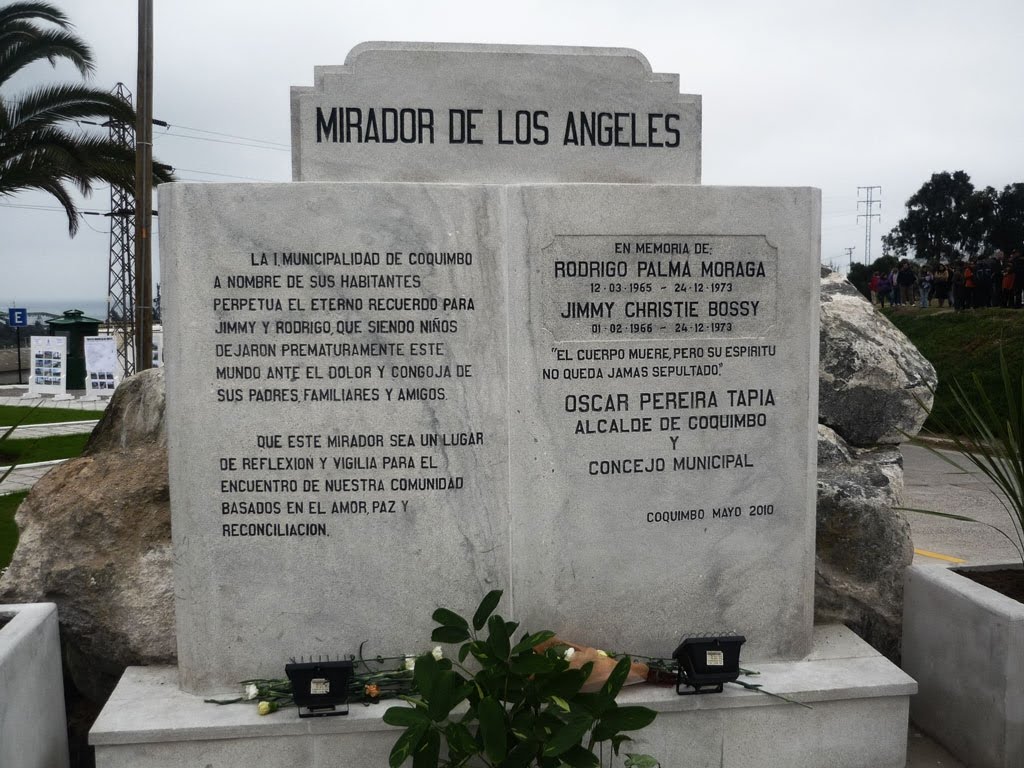 MIRADOR DE LOS ANGELES
LA I. MUNICIPALIDAD DE COQUIMBO
A NOMBRE DE SUS HABITANTES
PERPETUA EL ETERNO RECUERDO PARA
JIMMY Y RODRIGO, QUE SIENDO NIÑOS
DEJARON PREMATURAMENTE ESTE
MUNDO ANTE EL DOLOR Y CONGOJA DE
SUS PADRES, FAMILIARES Y AMIGOS.
QUE ESTE MIRADOR SEA UN LUGAR
DE REFLEXION Y VIGILIA PARA EL
ENCUENTRO DE NUESTRA COMUNIDAD
BASADOS EN EL AMOR, PAZ Y
RECONCILIACION.
EN MEMORIA DE:
RODRIGO PALMA MORAGA
12·03·1965 - 24·12·1973
JIMMY CHRISTIE BOSSY
01·02·1966 - 24·12·1973
"EL CUERPO MUERE, PERO SU ESPIRITU
NO QUEDA JAMAS SEPULTADO."
OSCAR PEREIRA TAPIA
ALCALDE DE COQUIMBO
Y
CONCEJO MUNICIPAL
COQUIMBO MAYO 2010
E